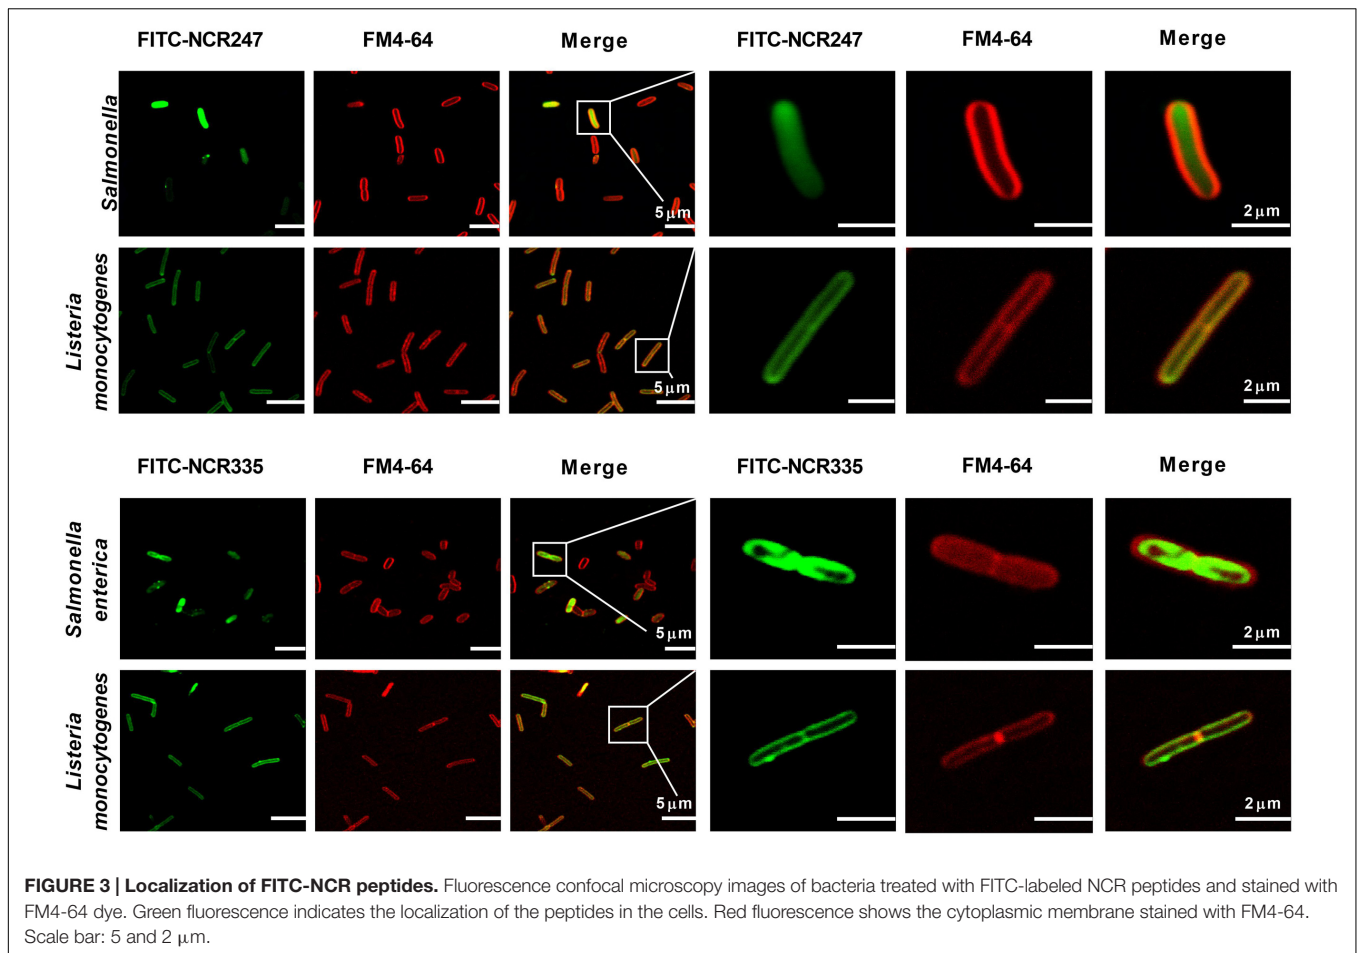 FITC-NCR247 FM4-64 Merge FITC-NCR247 FM4-64 Merge
Salmonella
5 μm
2 μm
Listeria
monocytogenes
5 μm
2 μm
FITC-NCR335 FM4-64 Merge FITC-NCR335 FM4-64 Merge
Salmonella
enterica
5 μm
2 μm
Listeria
monocytogenes
5 μm
2 μm
FIGURE 3 | Localization of FITC-NCR peptides. Fluorescence confocal microscopy images of bacteria treated with FITC-labeled NCR peptides and stained with
FM4-64 dye. Green fluorescence indicates the localization of the peptides in the cells. Red fluorescence shows the cytoplasmic membrane stained with FM4-64.
Scale bar: 5 and 2 μm.